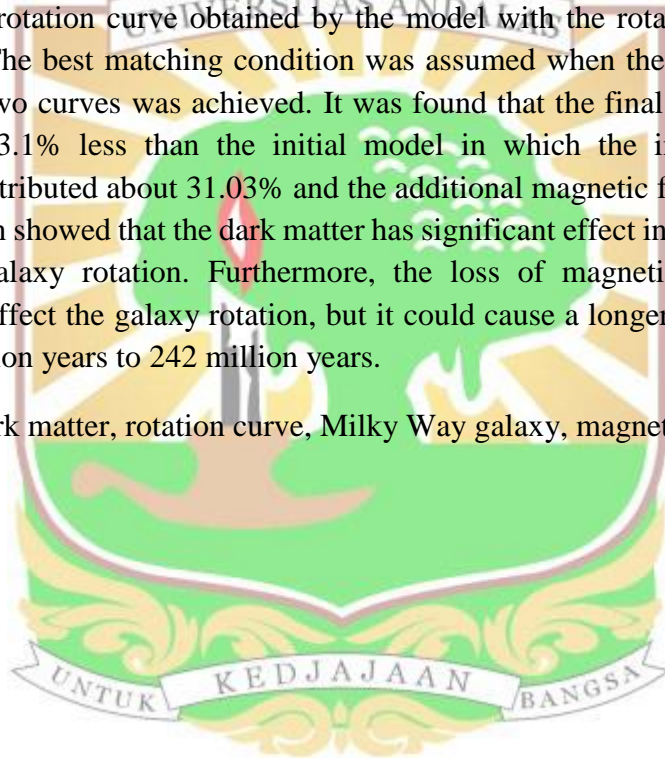 rotation curve obtained by the model with the rota
UNIVERSITAS ANDALAS
The best matching condition was assumed when the
wo curves was achieved. It was found that the final
3.1% less than the initial model in which the i
tributed about 31.03% and the additional magnetic f
n showed that the dark matter has significant effect in
alaxy rotation. Furthermore, the loss of magneti
ffect the galaxy rotation, but it could cause a longer
ion years to 242 million years.
rk matter, rotation curve, Milky Way galaxy, magnet
UNTUK KEDJAJAAN BANGSA